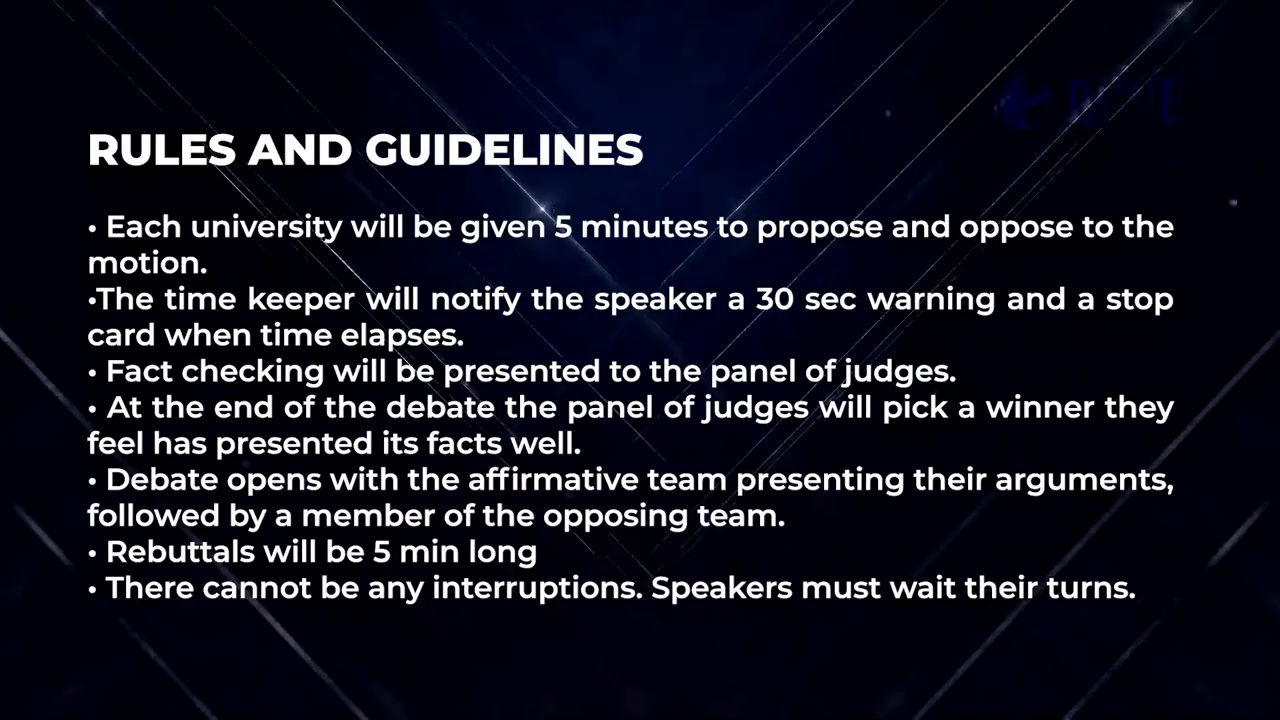 RULES AND GUIDELINES
• Each university will be given 5 minutes to propose and oppose to the
motion.
•The time keeper will notify the speaker a 30 sec warning and a stop
card when time elapses.
• Fact checking will be presented to the panel of judges.
• At the end of the debate the panel of judges will pick a winner they
feel has presented its facts well.
• Debate opens with the affirmative team presenting their arguments,
followed by a member of the opposing team.
• Rebuttals will be 5 min long
• There cannot be any interruptions. Speakers must wait their turns.